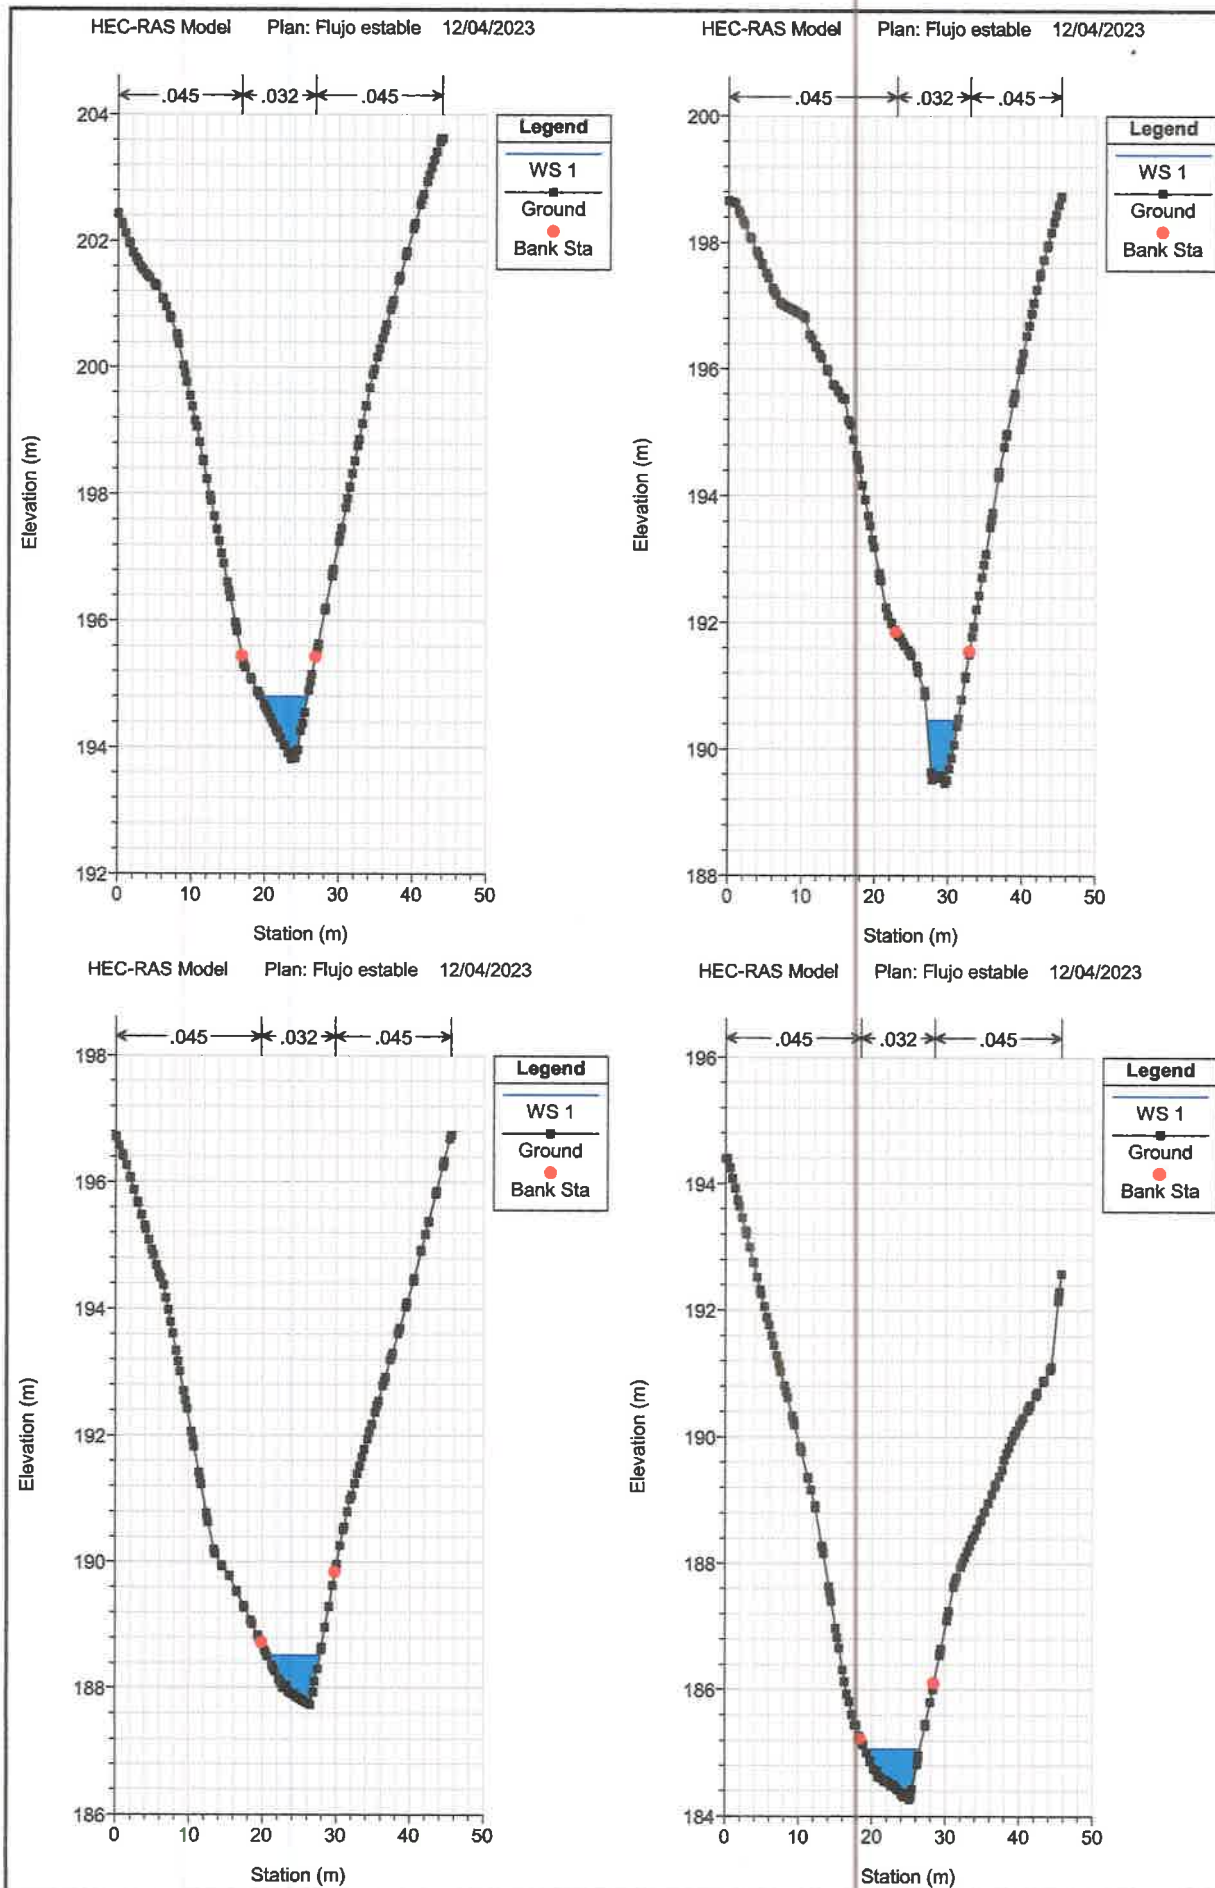 HEC-RAS Model Plan: Flujo estable 12/04/2023
.045 .032 .045
204
202
200
198
196
194
192
0 10 20 30 40 50
Elevation (m)
Station (m)
Legend
WS 1
Ground
Bank Sta
HEC-RAS Model Plan: Flujo estable 12/04/2023
.045 .032 .045
200
198
196
194
192
190
188
0 10 20 30 40 50
Elevation (m)
Station (m)
Legend
WS 1
Ground
Bank Sta
HEC-RAS Model Plan: Flujo estable 12/04/2023
.045 .032 .045
198
196
194
192
190
188
186
0 10 20 30 40 50
Elevation (m)
Station (m)
Legend
WS 1
Ground
Bank Sta
HEC-RAS Model Plan: Flujo estable 12/04/2023
.045 .032 .045
196
194
192
190
188
186
184
0 10 20 30 40 50
Elevation (m)
Station (m)
Legend
WS 1
Ground
Bank Sta